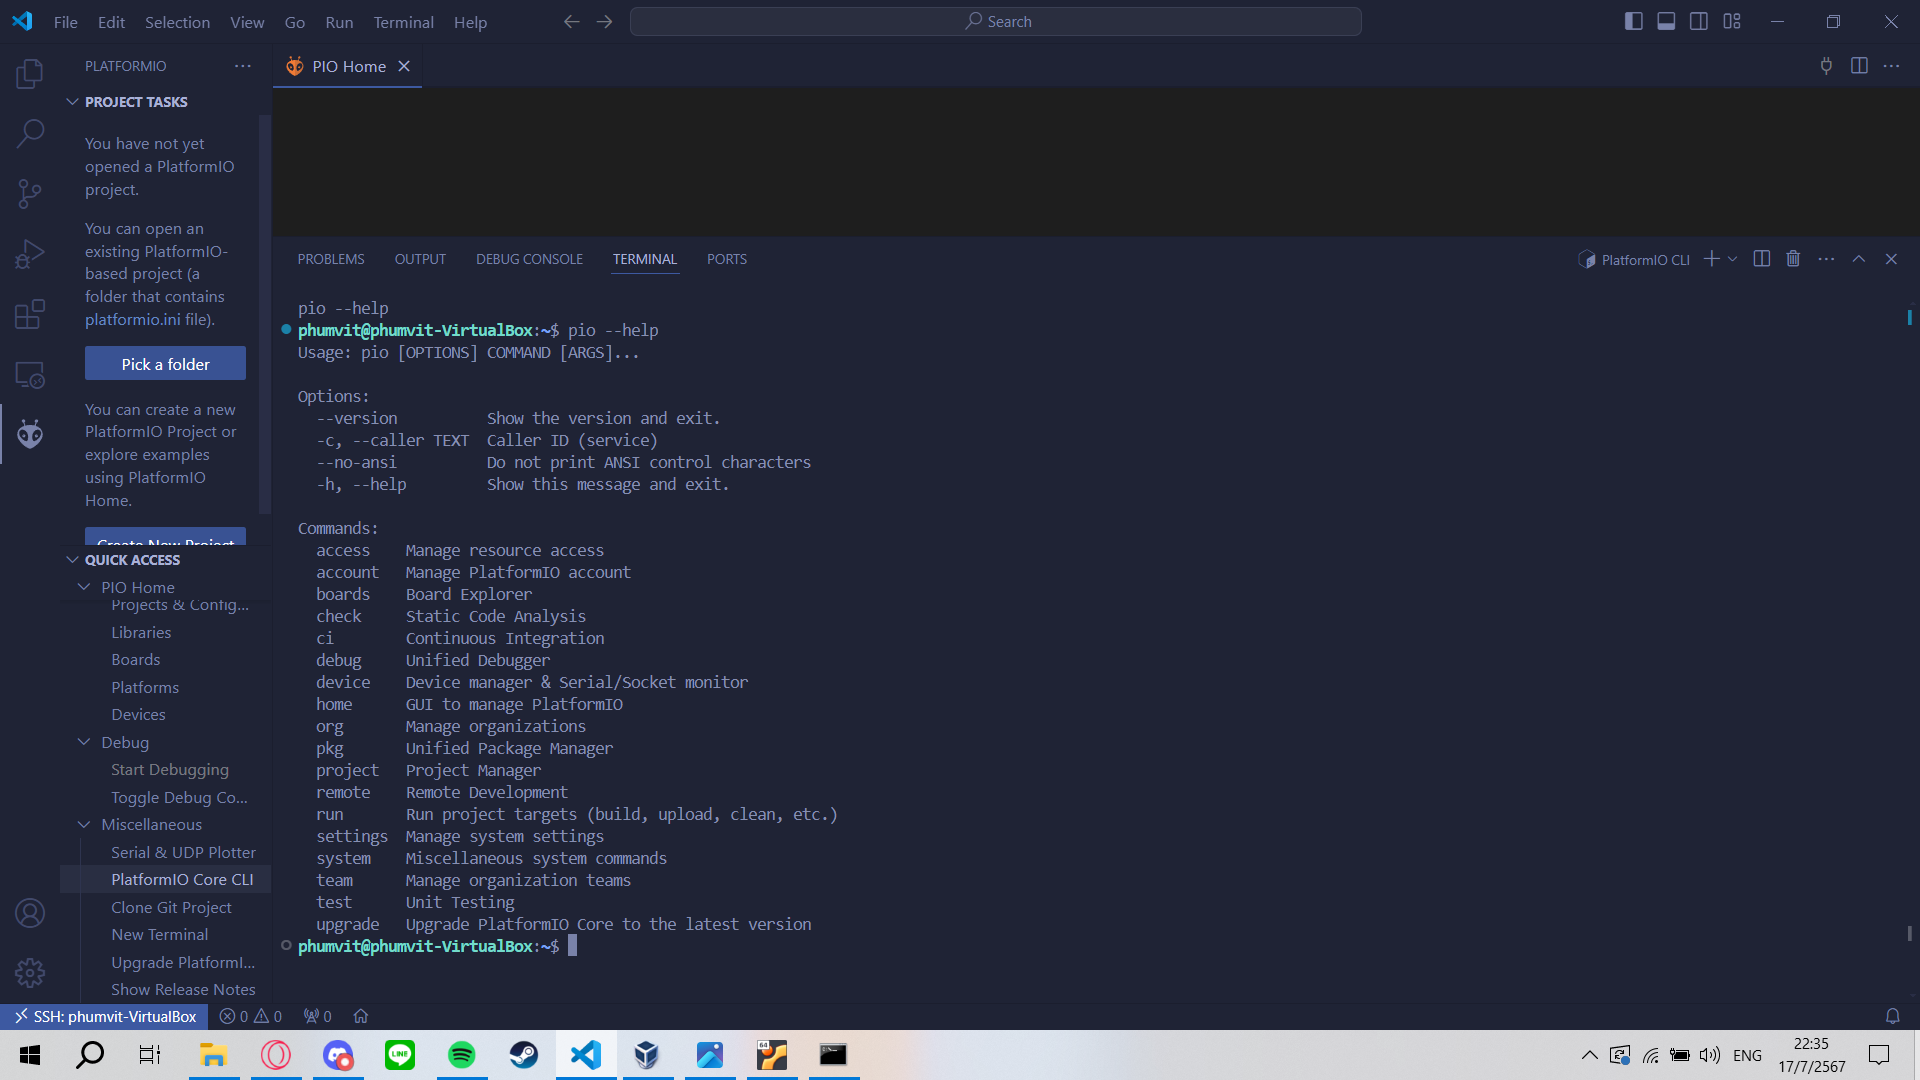 File Edit Selection View Go Run Terminal Help
Search
PLATFORMIO
PROJECT TASKS
You have not yet
opened a PlatformIO
project.
You can open an
existing PlatformIO-
based project (a
folder that contains
platformio.ini file).
Pick a folder
You can create a new
PlatformIO Project or
explore examples
using PlatformIO
Home.
Create New Project
QUICK ACCESS
PIO Home
Projects & Config...
Libraries
Boards
Platforms
Devices
Debug
Start Debugging
Toggle Debug Co...
Miscellaneous
Serial & UDP Plotter
PlatformIO Core CLI
Clone Git Project
New Terminal
Upgrade PlatformI...
Show Release Notes
PIO Home
PROBLEMS OUTPUT DEBUG CONSOLE TERMINAL PORTS
PlatformIO CLI
pio --help
phumvit@phumvit-VirtualBox:~$ pio --help
Usage: pio [OPTIONS] COMMAND [ARGS]...
Options:
--version Show the version and exit.
-c, --caller TEXT Caller ID (service)
--no-ansi Do not print ANSI control characters
-h, --help Show this message and exit.
Commands:
access Manage resource access
account Manage PlatformIO account
boards Board Explorer
check Static Code Analysis
ci Continuous Integration
debug Unified Debugger
device Device manager & Serial/Socket monitor
home GUI to manage PlatformIO
org Manage organizations
pkg Unified Package Manager
project Project Manager
remote Remote Development
run Run project targets (build, upload, clean, etc.)
settings Manage system settings
system Miscellaneous system commands
team Manage organization teams
test Unit Testing
upgrade Upgrade PlatformIO Core to the latest version
phumvit@phumvit-VirtualBox:~$
SSH: phumvit-VirtualBox 0 0 0
LINE
64
ENG
22:35
17/7/2567